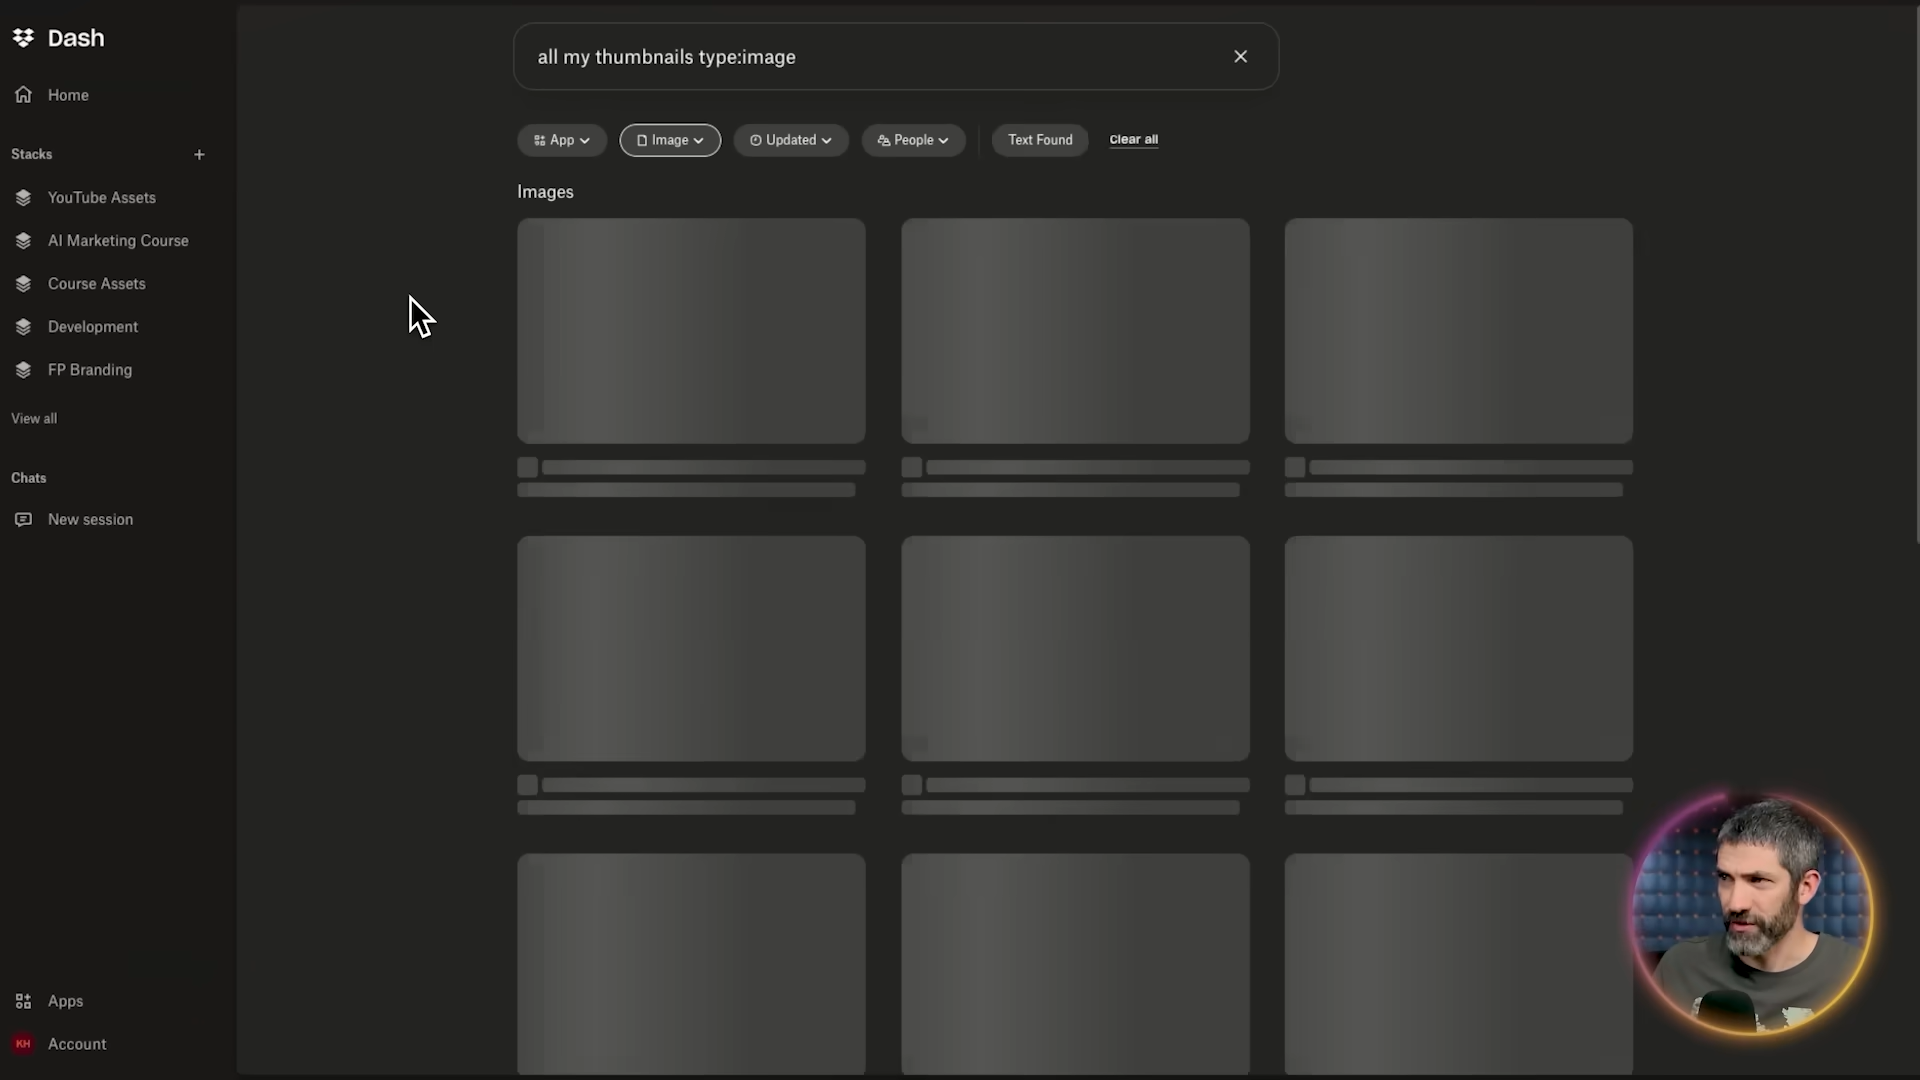 Dash
Home
Stacks
YouTube Assets
AI Marketing Course
Course Assets
Development
FP Branding
View all
Chats
New session
Apps
KH Account
all my thumbnails type:image
App Image Updated People Text Found Clear all
Images